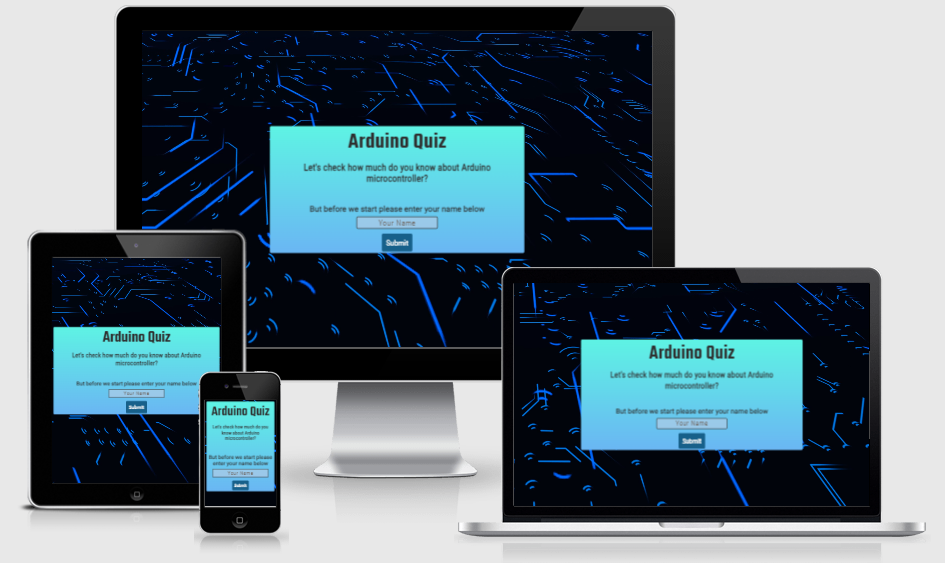 Arduino Quiz
Let's check how much do you know about Arduino
microcontroller?
But before we start please enter your name below
Your Name
Submit
Arduino Quiz
Let's check how much do you know about Arduino
microcontroller?
But before we start please enter your name below
Your Name
Submit
Arduino Quiz
Let's check how much do you
know about Arduino
microcontroller?
But before we start please
enter your name below
Your Name
Submit
Arduino Quiz
Let's check how much do you know about Arduino
microcontroller?
But before we start please enter your name below
Your Name
Submit